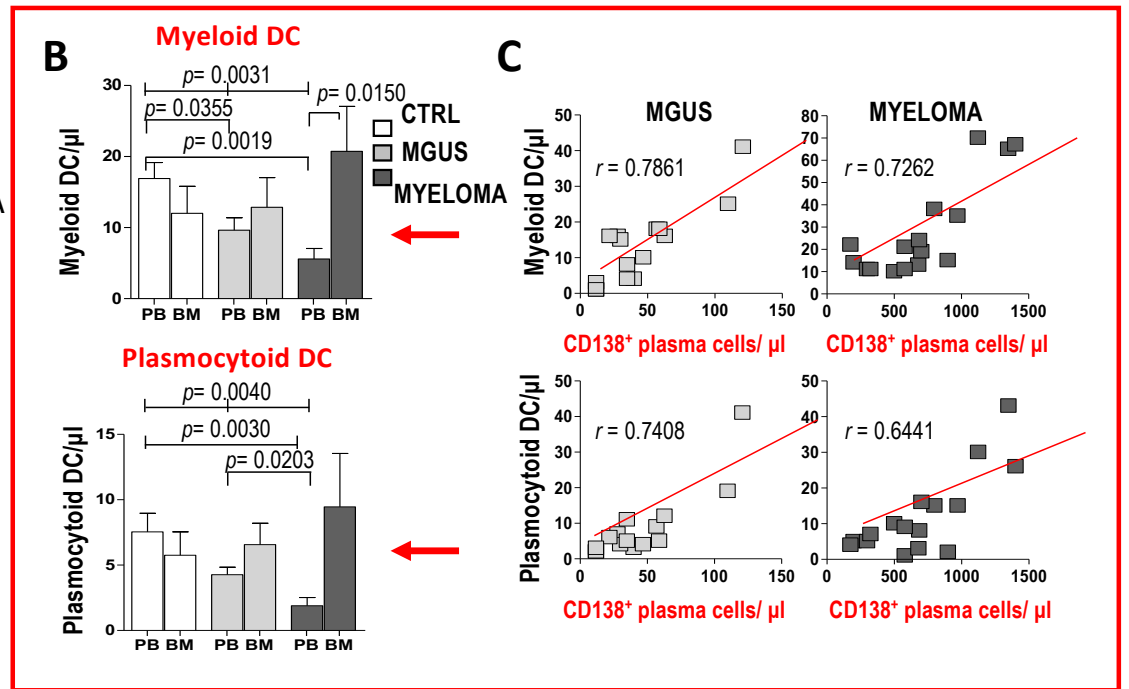 B
Myeloid DC
p= 0.0031
p= 0.0150
p= 0.0355
p= 0.0019
CTRL
MGUS
MYELOMA
A
Myeloid DC/µl
30
20
10
0
PB BM PB BM PB BM
Plasmocytoid DC
p= 0.0040
p= 0.0030
p= 0.0203
Plasmocytoid DC/µl
15
10
5
0
PB BM PB BM PB BM
C
MGUS
r = 0.7861
Myeloid DC/µl
50
40
30
20
10
0
0 50 100 150
CD138+ plasma cells/ µl
MYELOMA
r = 0.7262
80
70
60
50
40
30
20
10
0
0 500 1000 1500
CD138+ plasma cells/ µl
r = 0.7408
Plasmocytoid DC/µl
50
40
30
20
10
0
0 50 100 150
CD138+ plasma cells/ µl
r = 0.6441
50
40
30
20
10
0
0 500 1000 1500
CD138+ plasma cells/ µl